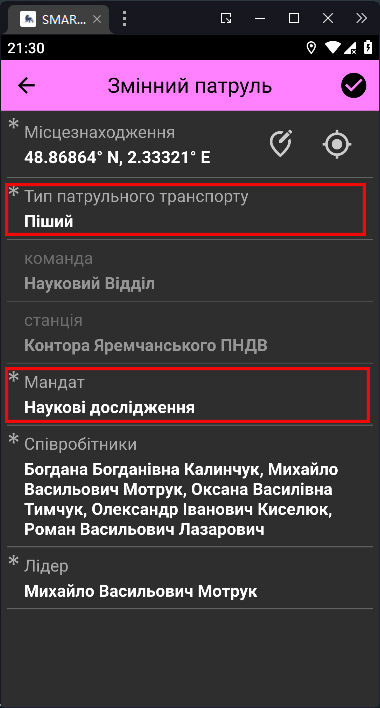 SMAR...
21:30
Змінний патруль
* Місцезнаходження
48.86864° N, 2.33321° E
* Тип патрульного транспорту
Піший
команда
Науковий Відділ
станція
Контора Яремчанського ПНДВ
* Мандат
Наукові дослідження
* Співробітники
Богдана Богданівна Калинчук, Михайло
Васильович Мотрук, Оксана Василівна
Тимчук, Олександр Іванович Киселюк,
Роман Васильович Лазарович
* Лідер
Михайло Васильович Мотрук